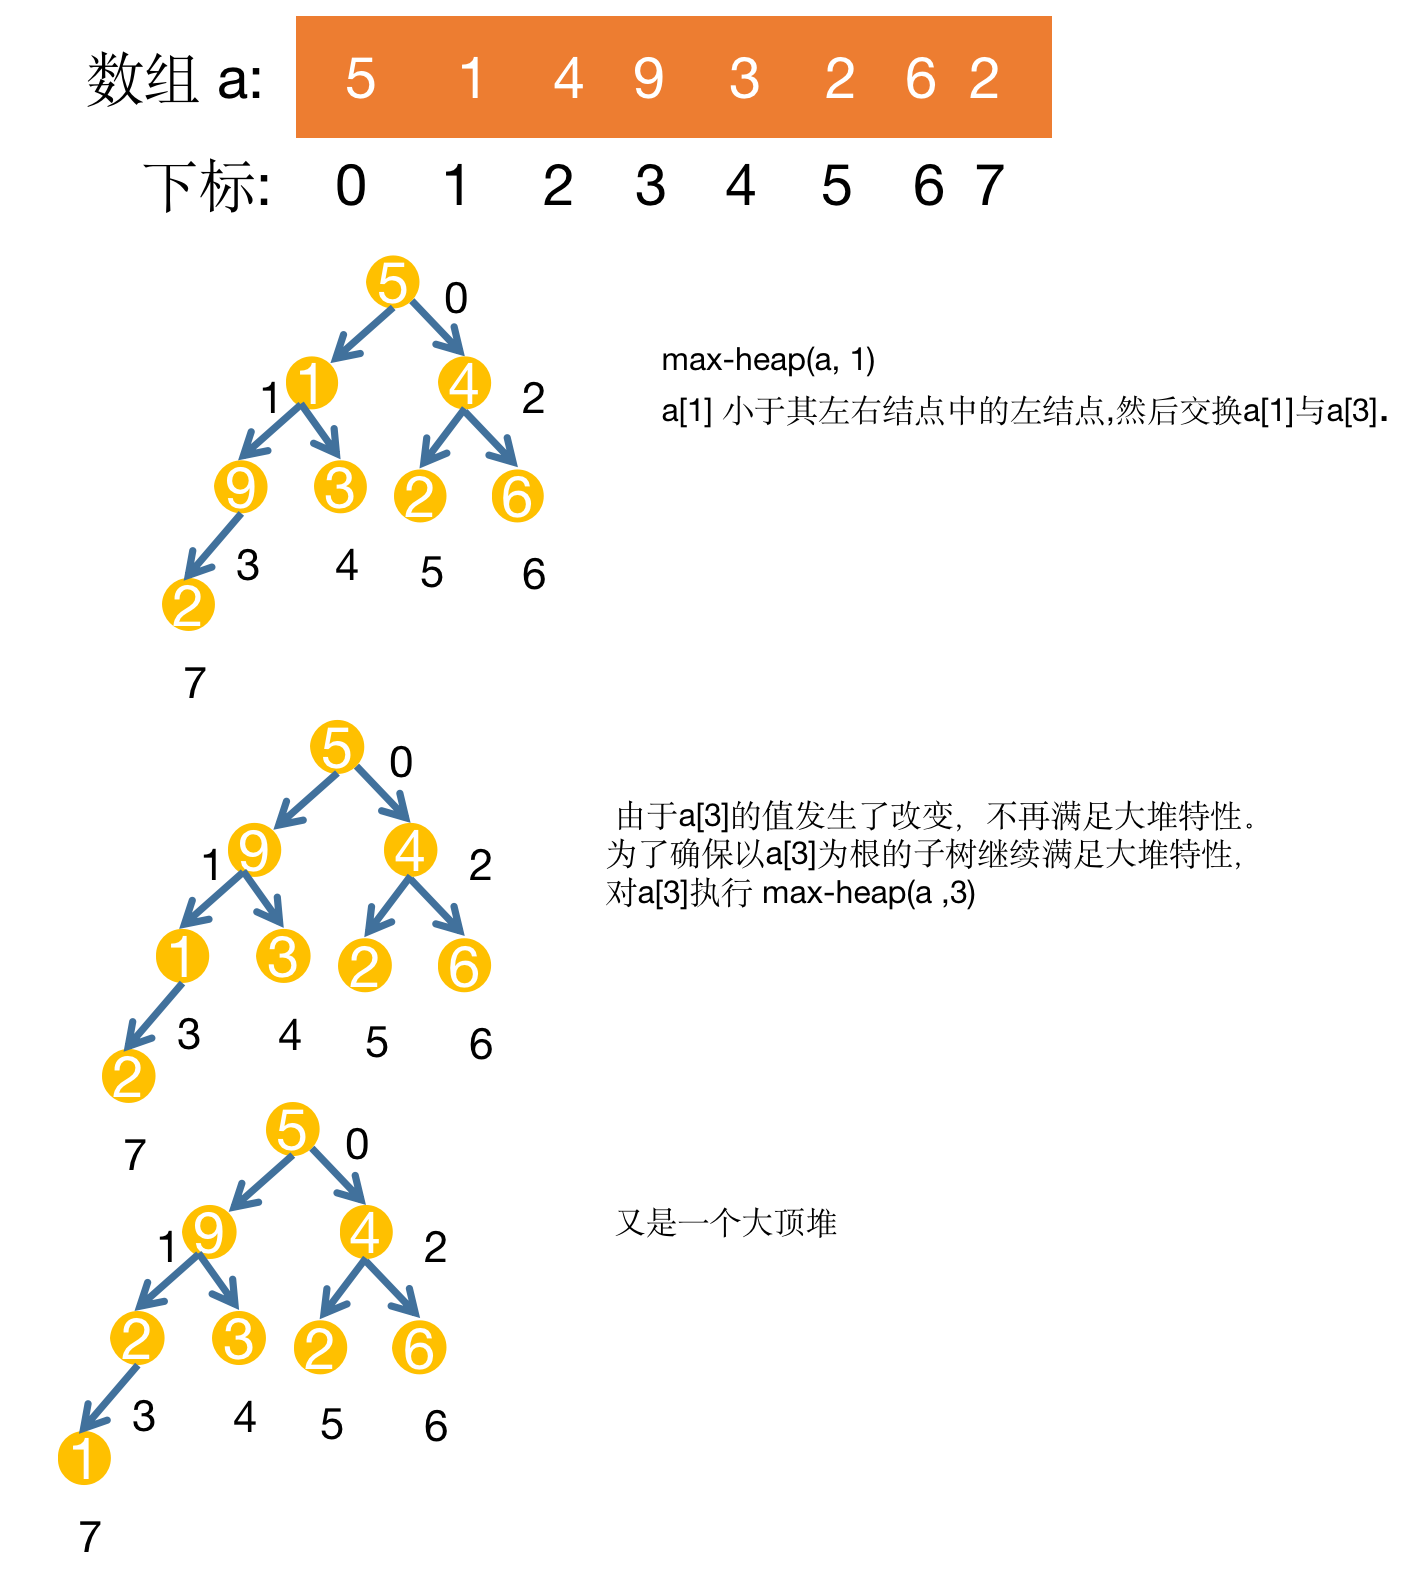 数组 a: 5 1 4 9 3 2 6 2
下标: 0 1 2 3 4 5 6 7
5 0
max-heap(a, 1)
1 1 4 2
a[1] 小于其左右结点中的左结点,然后交换a[1]与a[3].
9 3 2 6
3 4 5 6
2
7
5 0
由于a[3]的值发生了改变，不再满足大堆特性。
1 9 4 2
为了确保以a[3]为根的子树继续满足大堆特性，
对a[3]执行 max-heap(a ,3)
1 3 2 6
3 4 5 6
2
7
5 0
又是一个大顶堆
1 9 4 2
2 3 2 6
3 4 5 6
1
7